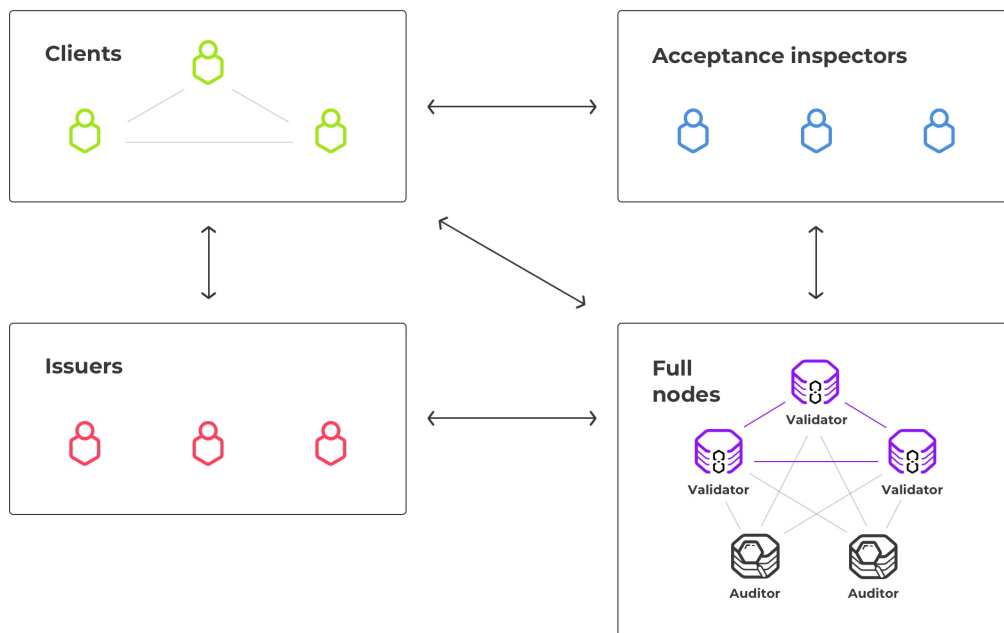 Clients
Acceptance inspectors
Issuers
Full
nodes
Validator
Validator
Validator
Auditor
Auditor